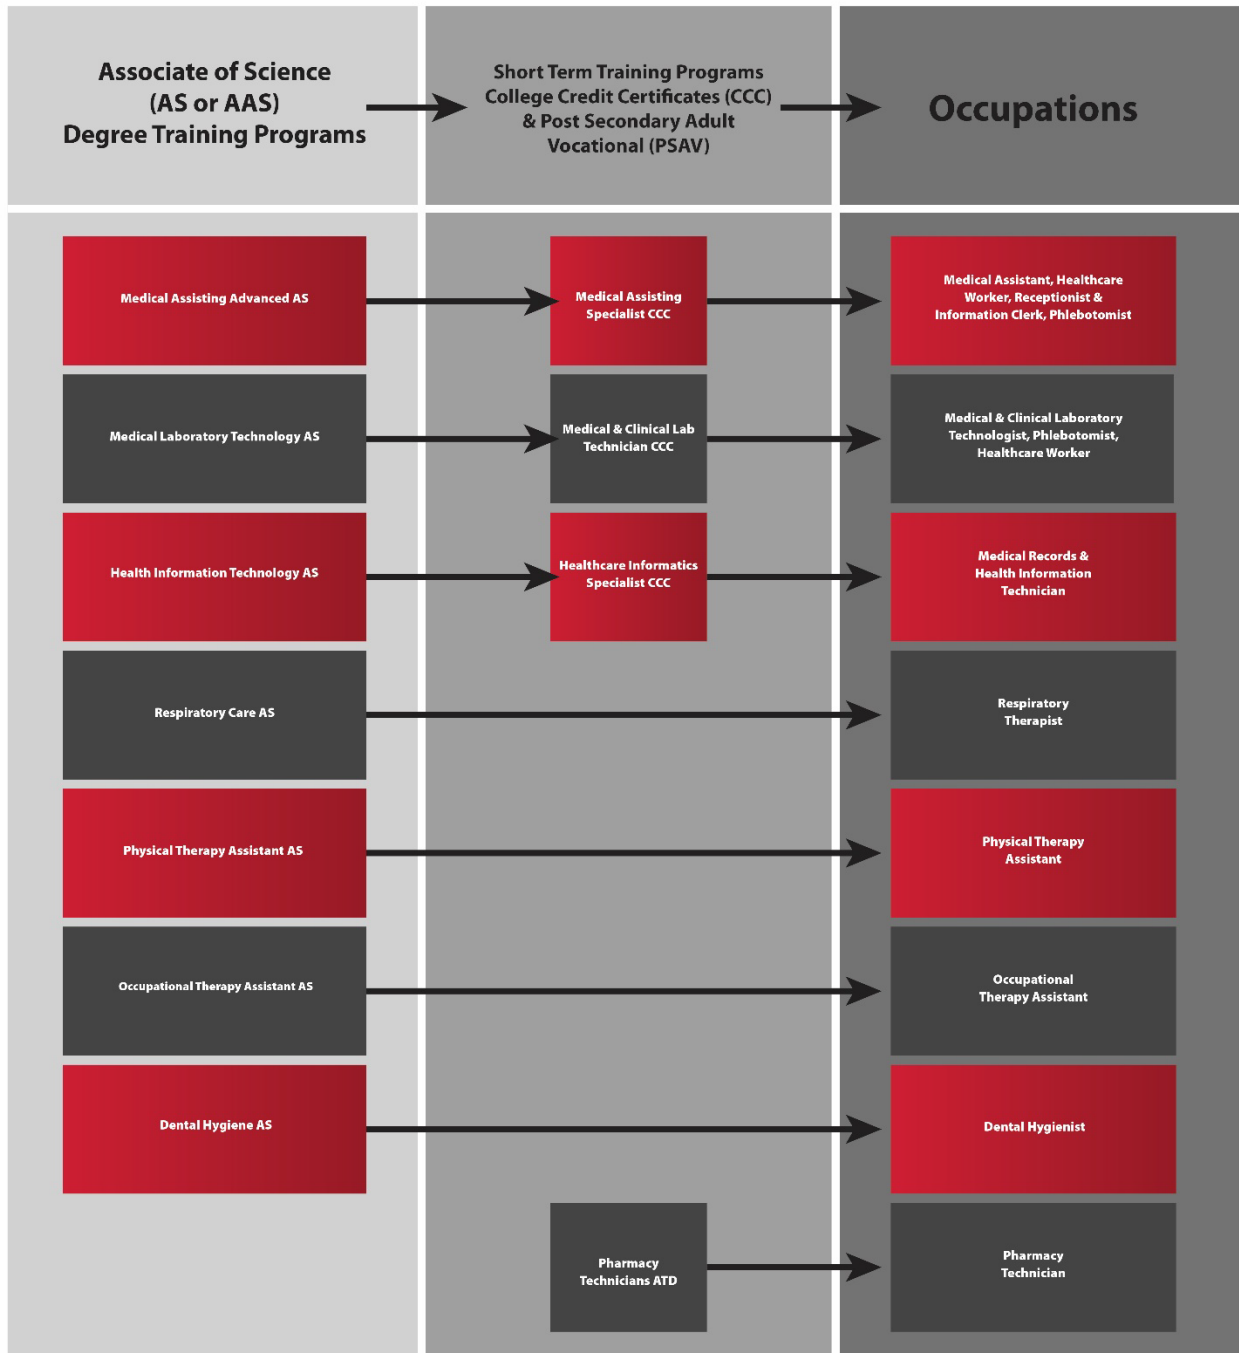 Associate of Science
(AS or AAS)
Degree Training Programs
Short Term Training Programs
College Credit Certificates (CCC)
& Post Secondary Adult
Vocational (PSAV)
Occupations
Medical Assisting Advanced AS
Medical Assisting
Specialist CCC
Medical Assistant, Healthcare
Worker, Receptionist &
Information Clerk, Phlebotomist
Medical Laboratory Technology AS
Medical & Clinical Lab
Technician CCC
Medical & Clinical Laboratory
Technologist, Phlebotomist,
Healthcare Worker
Health Information Technology AS
Healthcare Informatics
Specialist CCC
Medical Records &
Health Information
Technician
Respiratory Care AS
Respiratory
Therapist
Physical Therapy Assistant AS
Physical Therapy
Assistant
Occupational Therapy Assistant AS
Occupational
Therapy Assistant
Dental Hygiene AS
Dental Hygienist
Pharmacy
Technicians ATD
Pharmacy
Technician